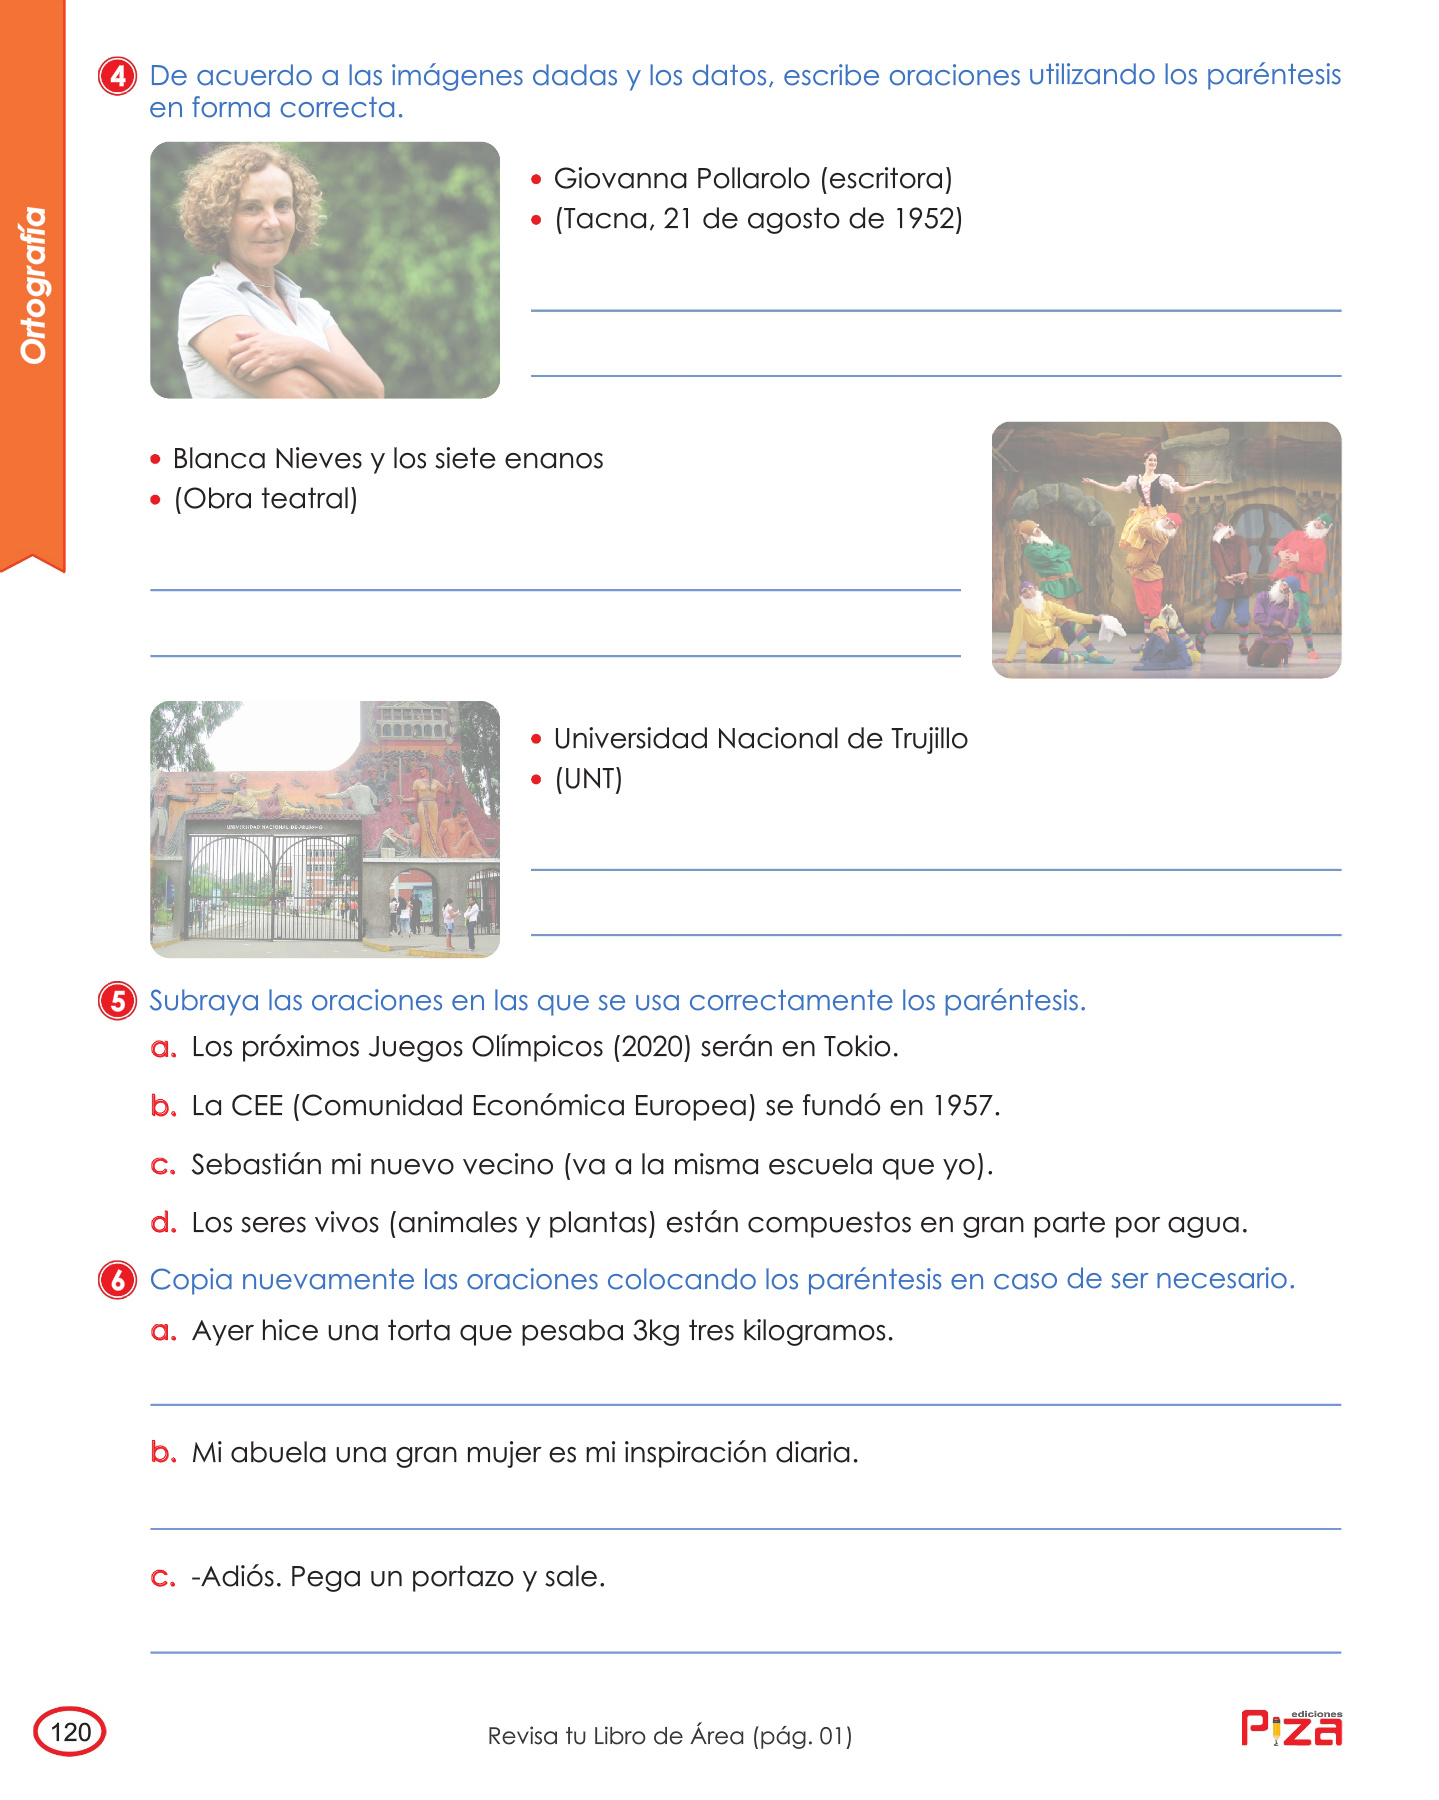 Ortografía
4 De acuerdo a las imágenes dadas y los datos, escribe oraciones utilizando los paréntesis
en forma correcta.
• Giovanna Pollarolo (escritora)
• (Tacna, 21 de agosto de 1952)
• Blanca Nieves y los siete enanos
• (Obra teatral)
UNIVERSIDAD NACIONAL DE TRUJILLO
• Universidad Nacional de Trujillo
• (UNT)
5 Subraya las oraciones en las que se usa correctamente los paréntesis.
a. Los próximos Juegos Olímpicos (2020) serán en Tokio.
b. La CEE (Comunidad Económica Europea) se fundó en 1957.
c. Sebastián mi nuevo vecino (va a la misma escuela que yo).
d. Los seres vivos (animales y plantas) están compuestos en gran parte por agua.
6 Copia nuevamente las oraciones colocando los paréntesis en caso de ser necesario.
a. Ayer hice una torta que pesaba 3kg tres kilogramos.
b. Mi abuela una gran mujer es mi inspiración diaria.
c. -Adiós. Pega un portazo y sale.
120
Revisa tu Libro de Área (pág. 01)
ediciones
Piza